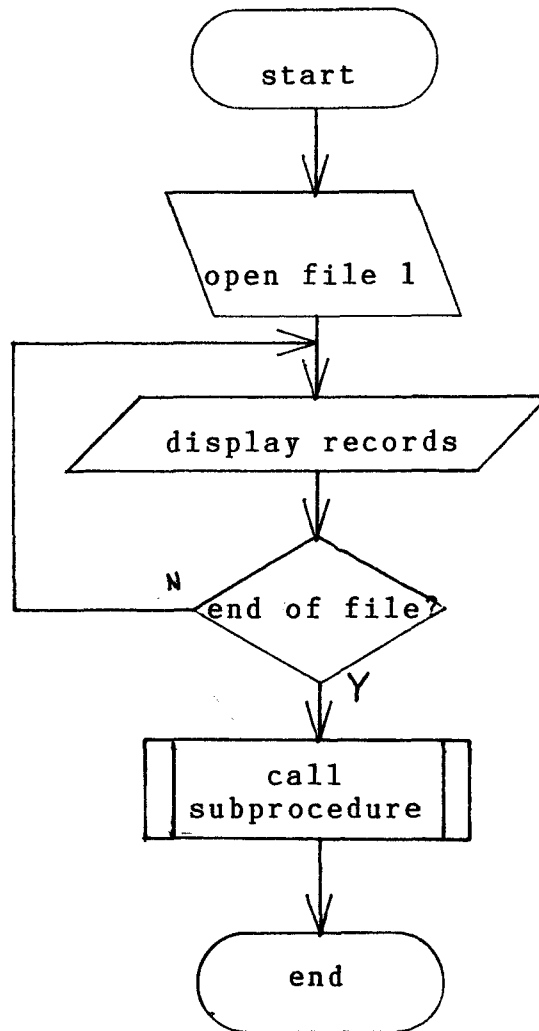 start
open file 1
display records
N
end of file?
Y
call
subprocedure
end